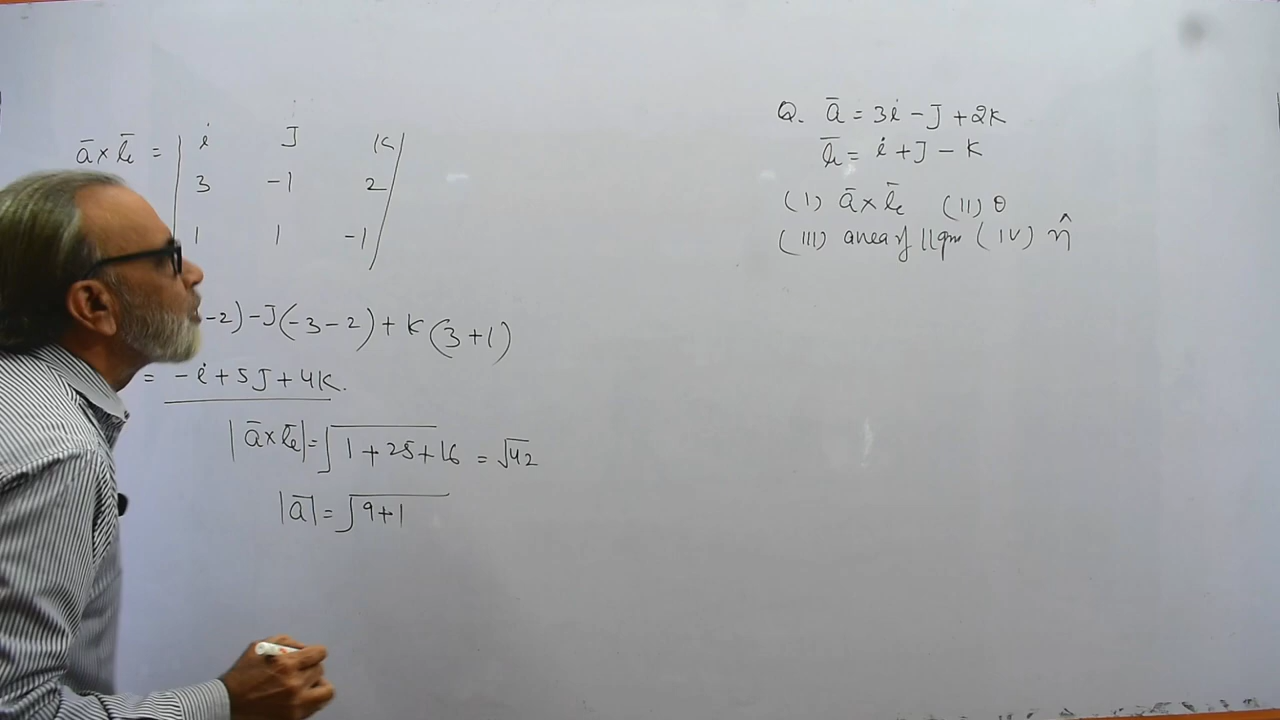 a̅ × b̅ = | i J K |
3 -1 2
1 1 -1
-2) - J(-3-2) + K(3+1)
= -i + 5J + 4K.
|a̅×b̅| = √1+25+16 = √42
|a̅| = √9+1
Q. a̅ = 3i - J + 2K
b̅ = i + J - K
(I) a̅×b̅ (II) θ
(III) area of ||gm (IV) n̂